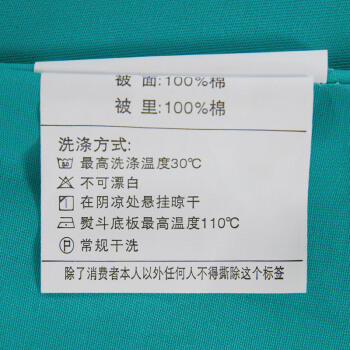 被 面:100%棉
被 里:100%棉
洗涤方式:
最高洗涤温度30℃
不可漂白
在阴凉处悬挂晾干
熨斗底板最高温度110℃
P 常规干洗
除了消费者本人以外任何人不得撕除这个标签